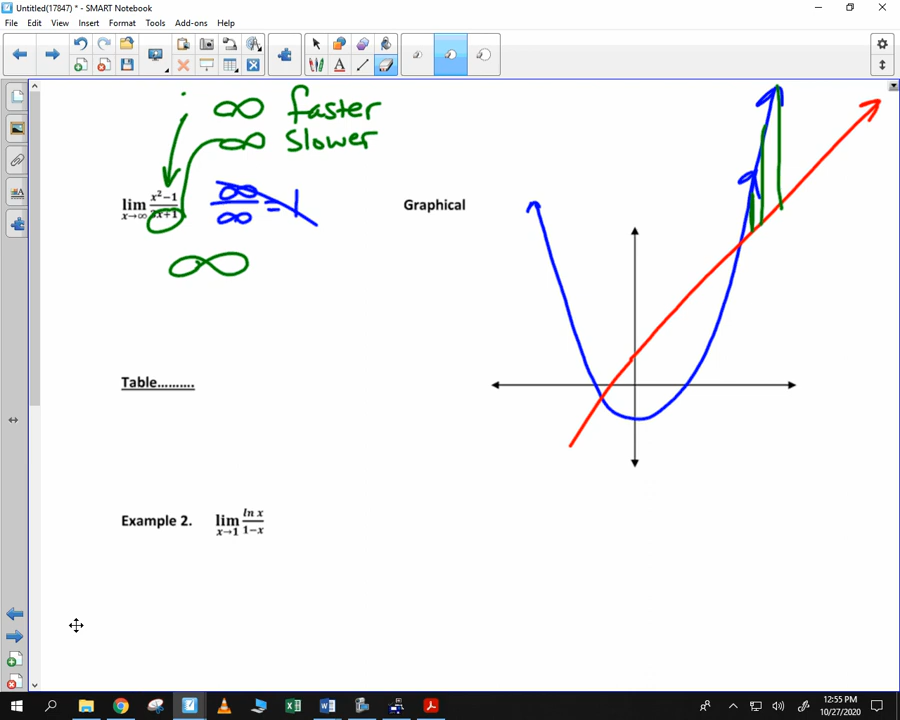 Untitled(17847) * - SMART Notebook
File Edit View Insert Format Tools Add-ons Help
∞ faster
∞ slower
lim x→∞ x²−1 / 3x+1
∞/∞ = 1
Graphical
∞
Table..........
Example 2. lim x→1 ln x / 1−x
12:55 PM
10/27/2020